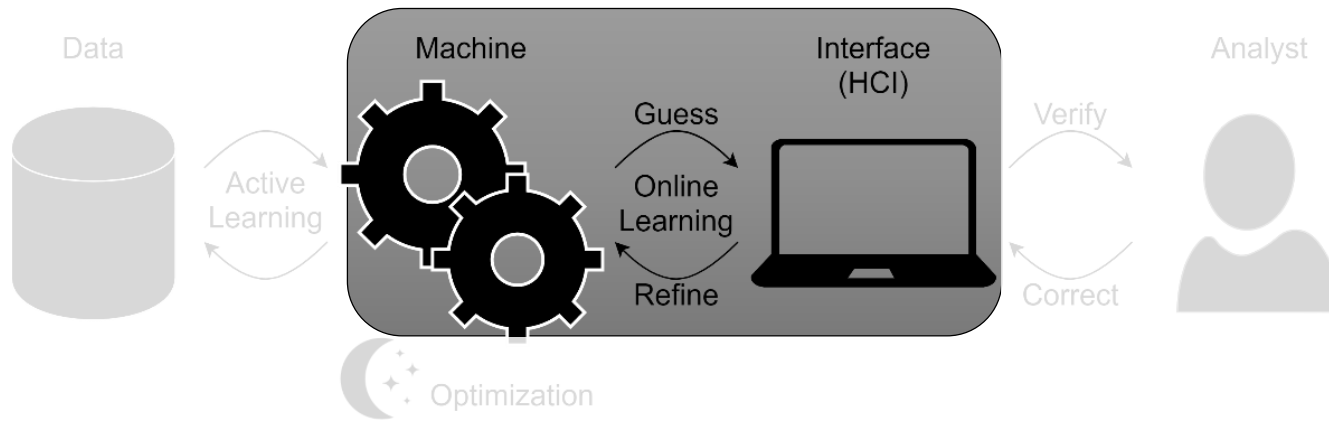 Data
Machine
Interface
(HCI)
Analyst
Guess
Verify
Active
Learning
Online
Learning
Refine
Correct
Optimization